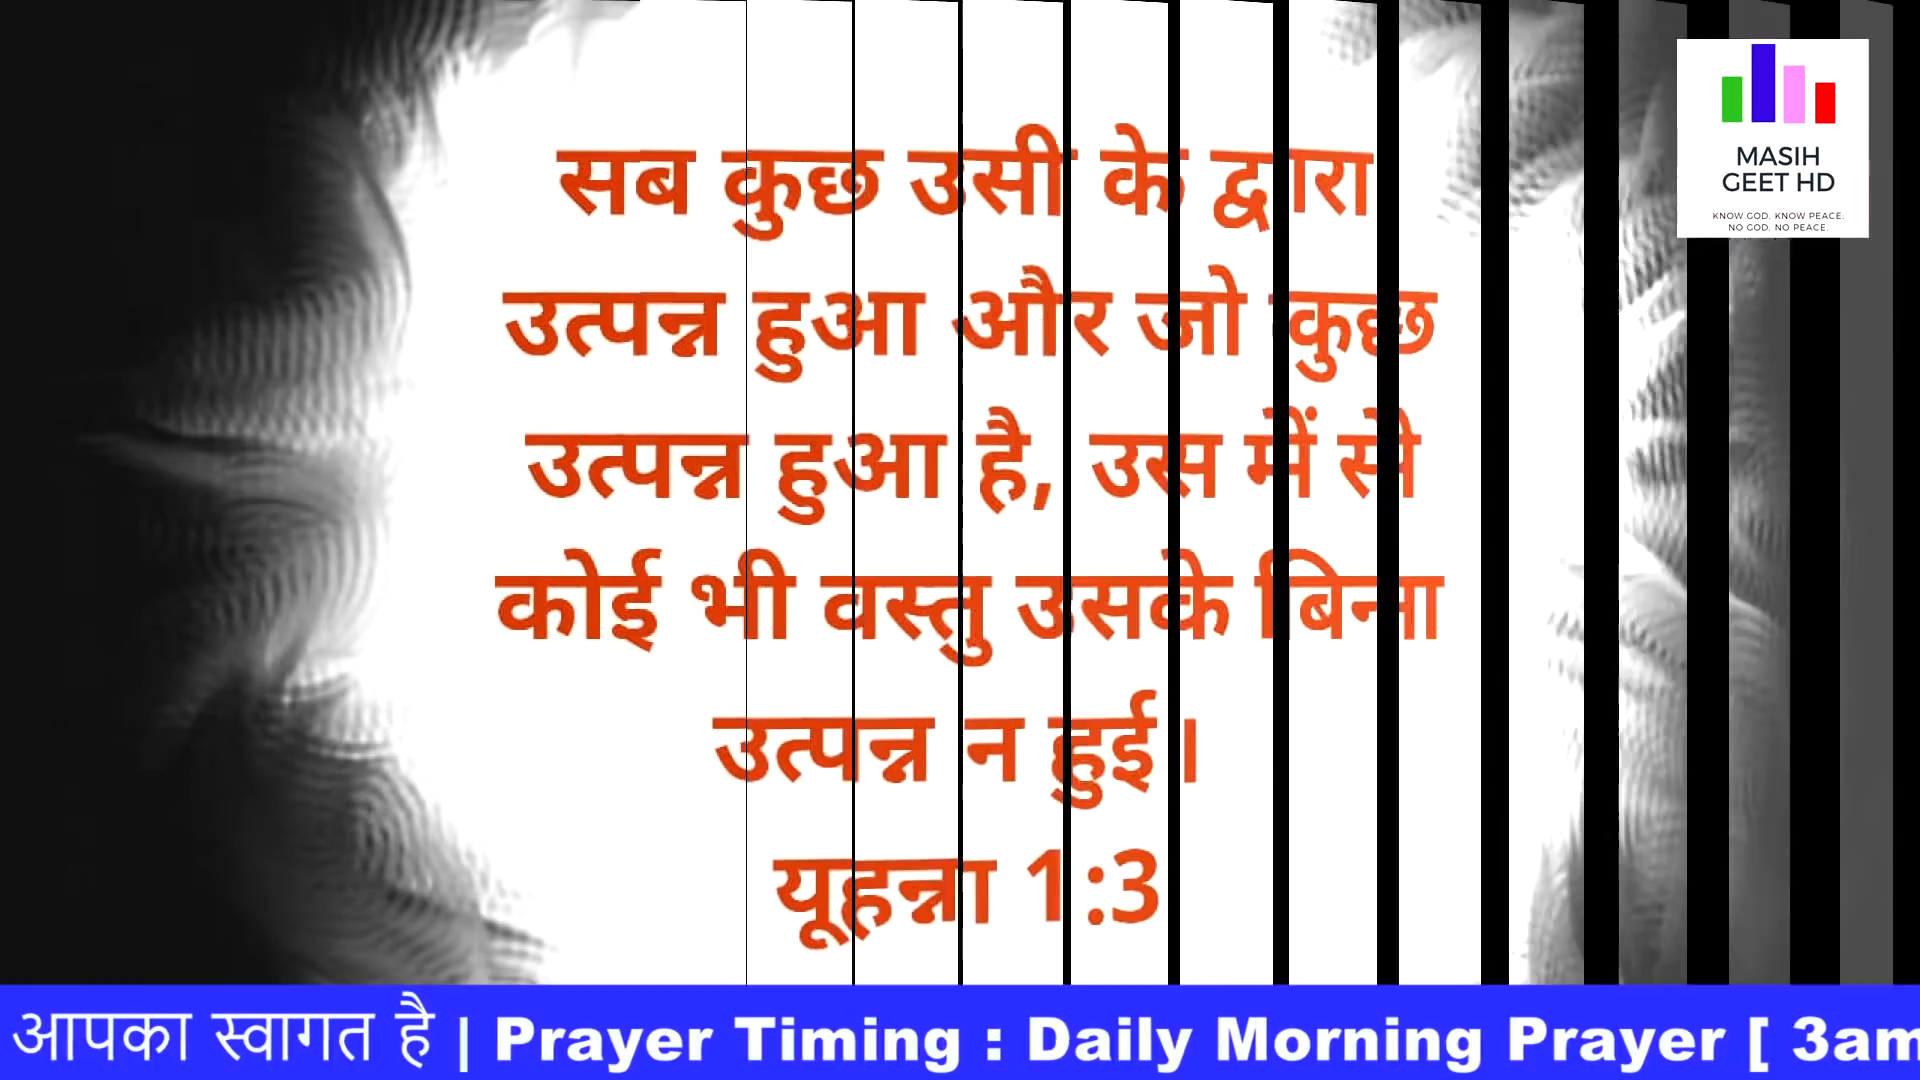 सब कुछ उसी के द्वारा
उत्पन्न हुआ और जो कुछ
उत्पन्न हुआ है, उस में से
कोई भी वस्तु उसके बिना
उत्पन्न न हुई।
यूहन्ना 1:3
MASIH
GEET HD
KNOW GOD. KNOW PEACE.
NO GOD. NO PEACE.
आपका स्वागत है | Prayer Timing : Daily Morning Prayer [ 3am